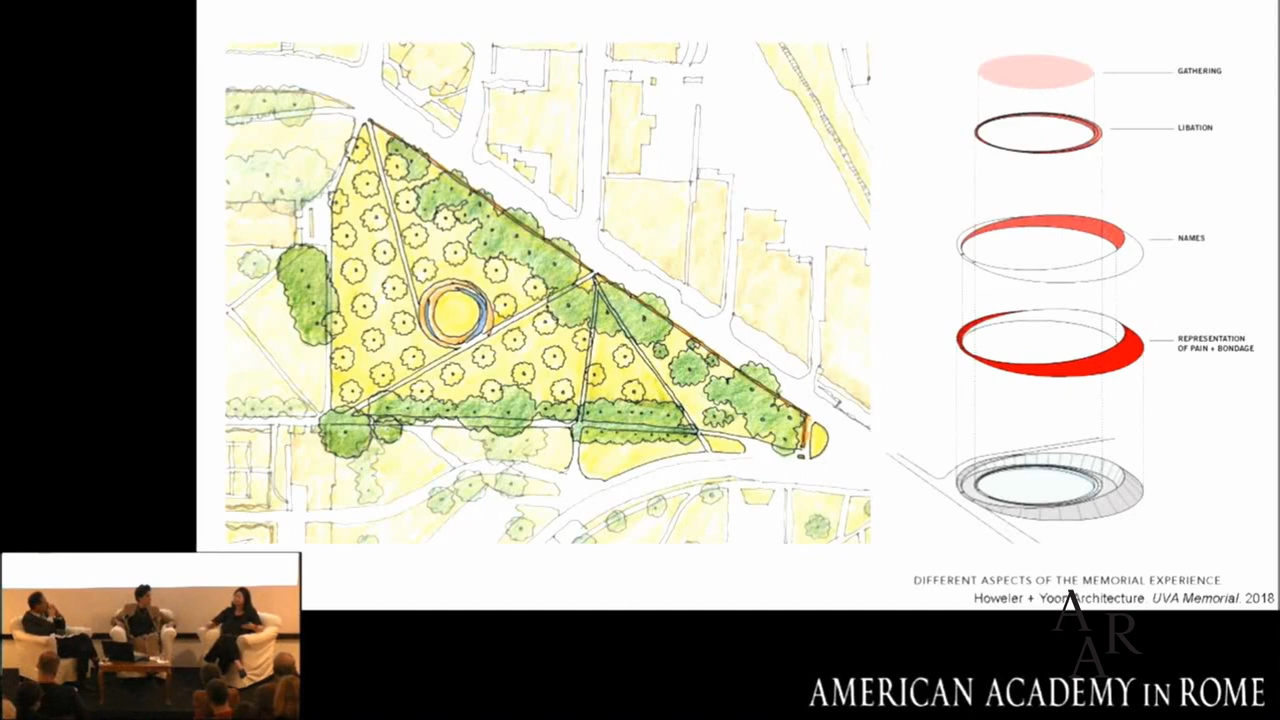 GATHERING
LIBATION
NAMES
REPRESENTATION
OF PAIN + BONDAGE
DIFFERENT ASPECTS OF THE MEMORIAL EXPERIENCE
Howeler + Yoon Architecture. UVA Memorial. 2018
A
R
A
AMERICAN ACADEMY IN ROME